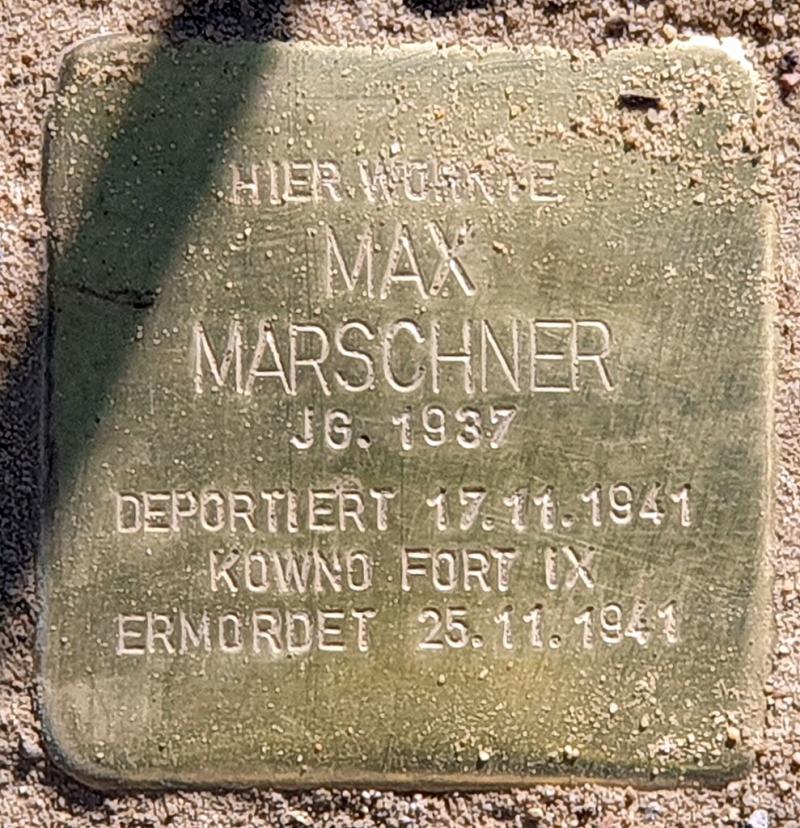 HIER WOHNTE
MAX
MARSCHNER
JG. 1937
DEPORTIERT 17.11.1941
KOWNO FORT IX
ERMORDET 25.11.1941